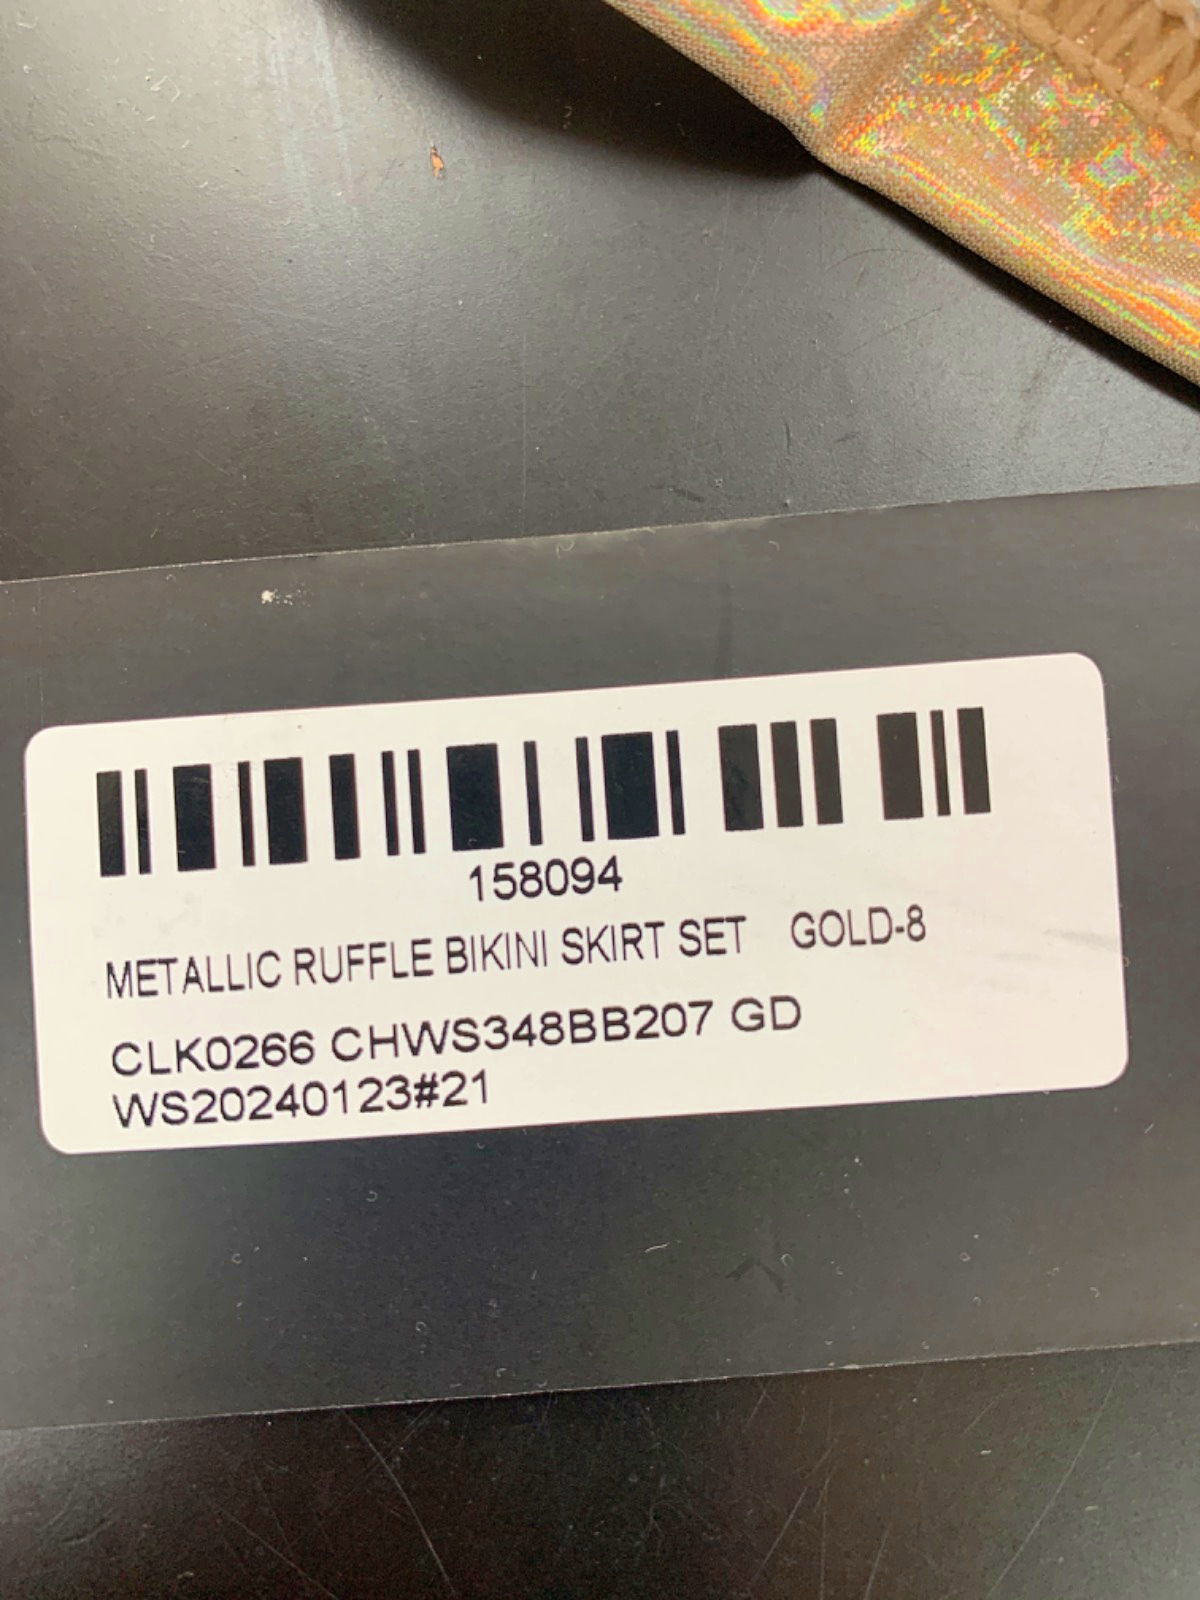 158094
METALLIC RUFFLE BIKINI SKIRT SET GOLD-8
CLK0266 CHWS348BB207 GD
WS20240123#21